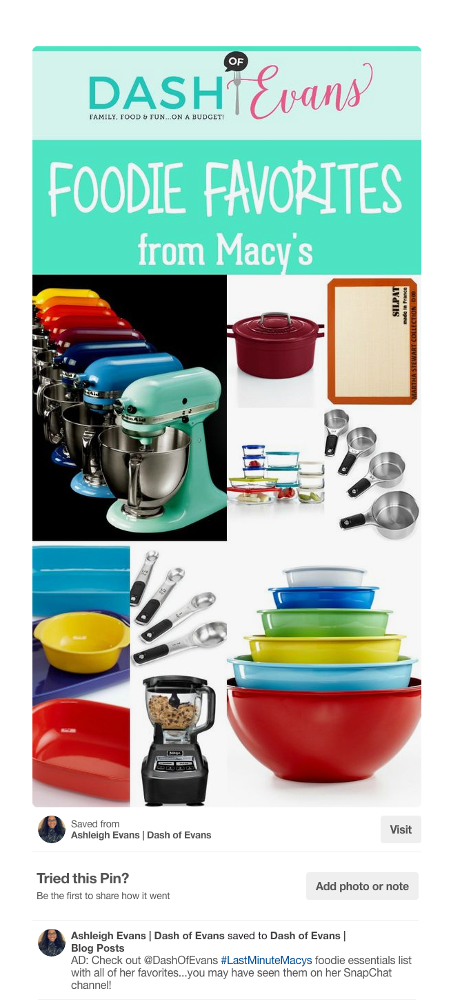 OF
DASH Evans
FAMILY, FOOD & FUN...ON A BUDGET!
FOODIE FAVORITES
from Macy's
SILPAT
made in France
MARTHA STEWART COLLECTION
KitchenAid
NINJA
Saved from
Ashleigh Evans | Dash of Evans
Visit
Tried this Pin?
Be the first to share how it went
Add photo or note
Ashleigh Evans | Dash of Evans saved to Dash of Evans |
Blog Posts
AD: Check out @DashOfEvans #LastMinuteMacys foodie essentials list
with all of her favorites...you may have seen them on her SnapChat
channel!